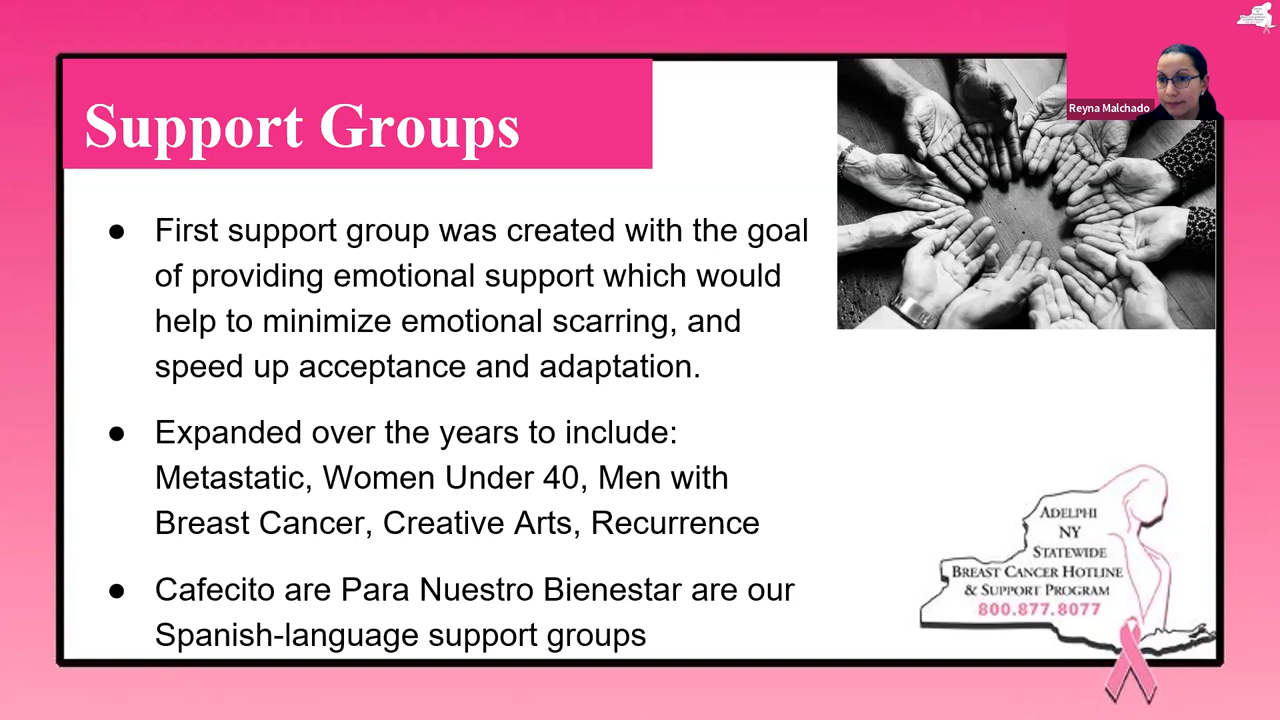 Support Groups
Reyna Malchado
● First support group was created with the goal
of providing emotional support which would
help to minimize emotional scarring, and
speed up acceptance and adaptation.
● Expanded over the years to include:
Metastatic, Women Under 40, Men with
Breast Cancer, Creative Arts, Recurrence
● Cafecito are Para Nuestro Bienestar are our
Spanish-language support groups
ADELPHI
NY
STATEWIDE
BREAST CANCER HOTLINE
& SUPPORT PROGRAM
800.877.8077